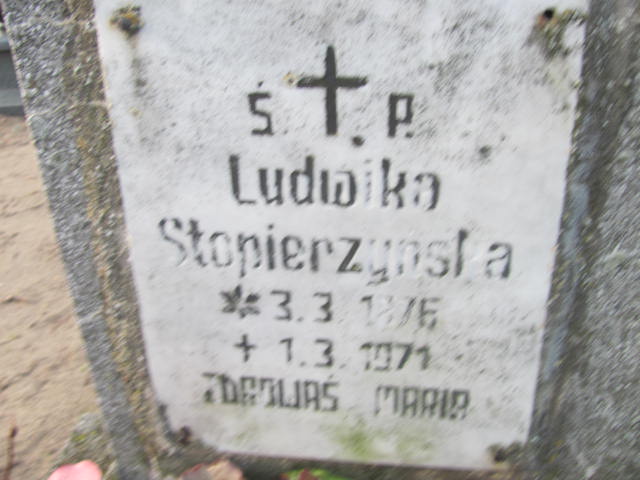 Ś. † P.
Ludwika
Stopierzyńska
* 3.3. 1876
+ 1.3.1971
ZDROWAŚ MARIA